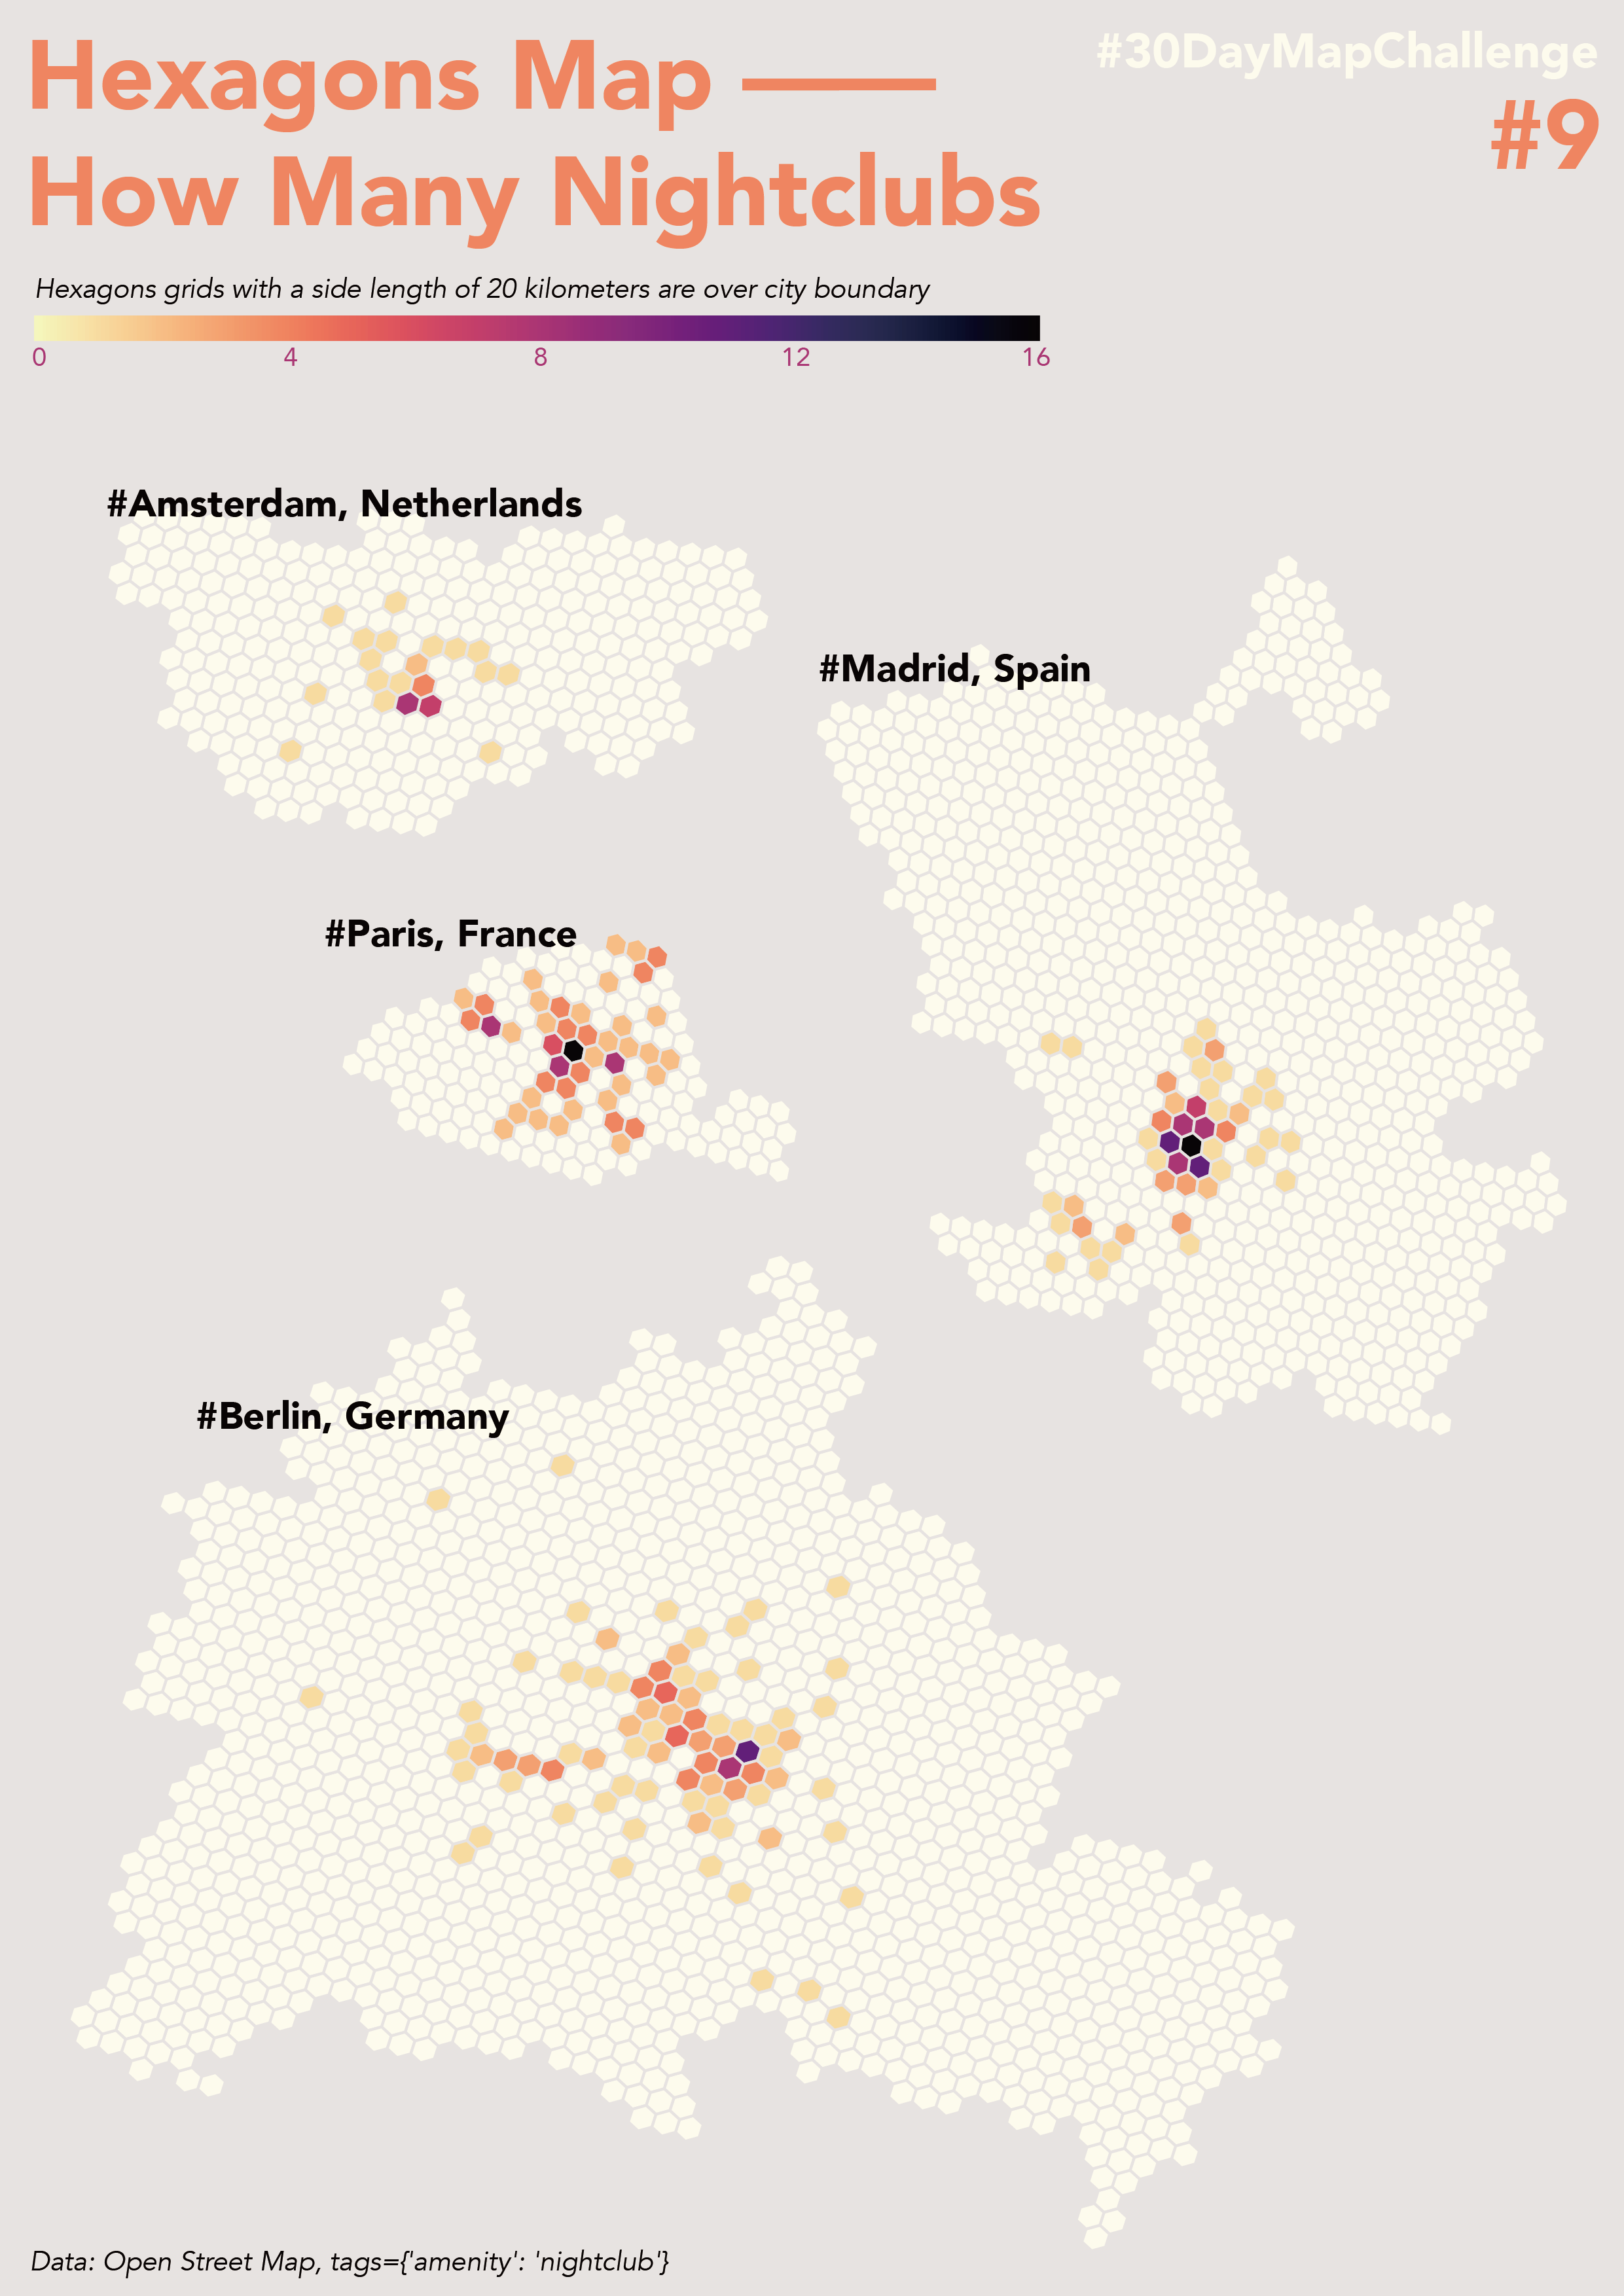 Hexagons Map
How Many Nightclubs
#30DayMapChallenge
#9
Hexagons grids with a side length of 20 kilometers are over city boundary
0 4 8 12 16
#Amsterdam, Netherlands
#Madrid, Spain
#Paris, France
#Berlin, Germany
Data: Open Street Map, tags={'amenity': 'nightclub'}